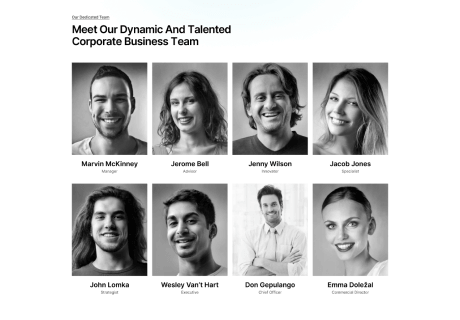 Our Dedicated Team
Meet Our Dynamic And Talented
Corporate Business Team
Marvin McKinney
Manager
Jerome Bell
Advisor
Jenny Wilson
Investor
Jacob Jones
Specialist
John Lomka
Strategist
Wesley Van't Hart
Executive
Don Gepulango
Chief Officer
Emma Doležal
Commercial Director